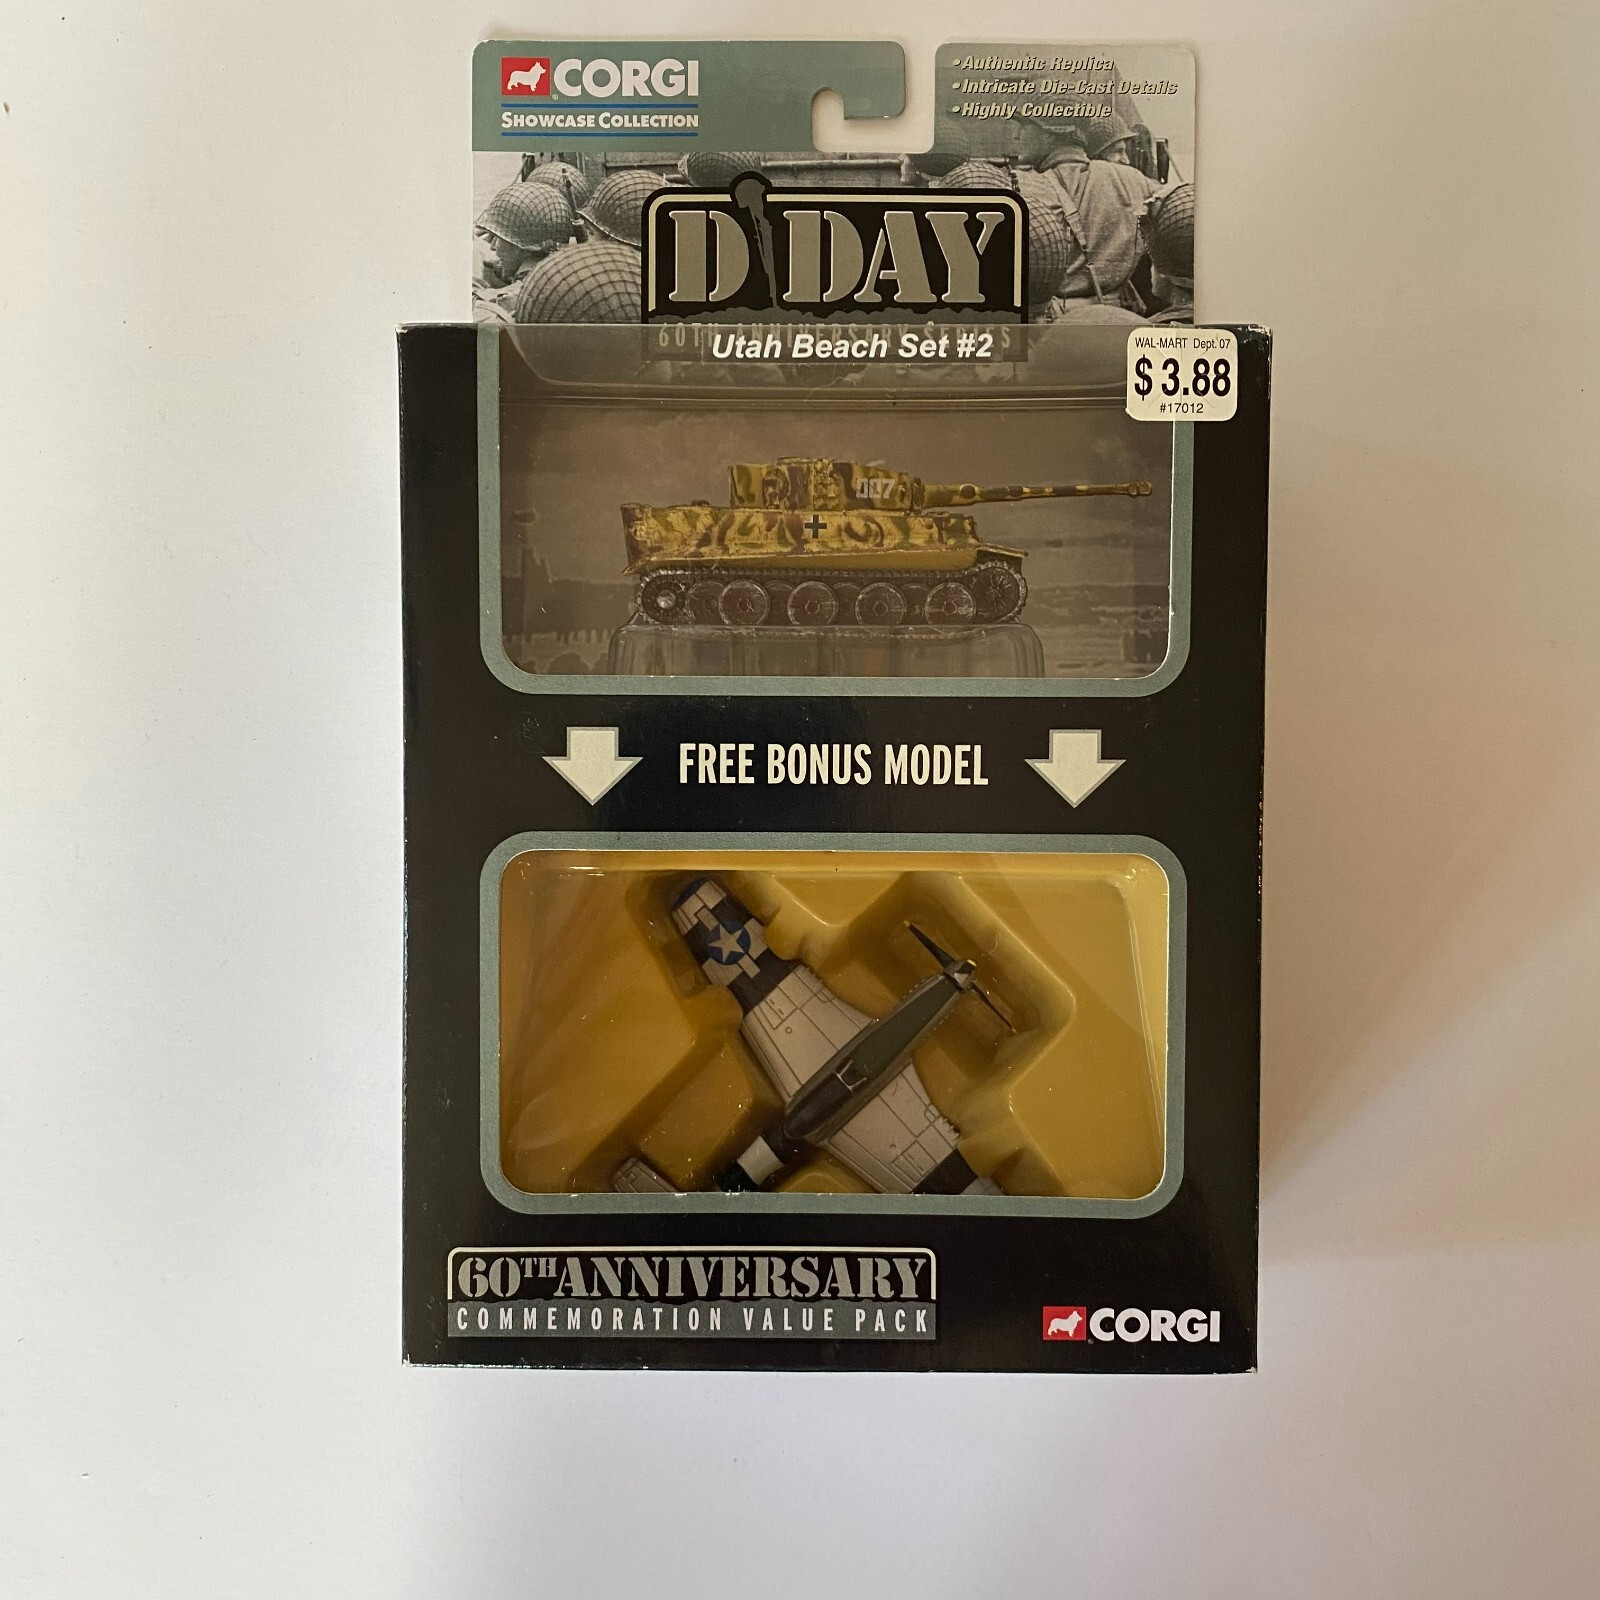 CORGI
SHOWCASE COLLECTION
•Authentic Replica
•Intricate Die-Cast Details
•Highly Collectible
D DAY
60TH ANNIVERSARY SERIES
Utah Beach Set #2
WAL-MART Dept. 07
$ 3.88
#17012
007
FREE BONUS MODEL
60TH ANNIVERSARY
COMMEMORATION VALUE PACK
CORGI